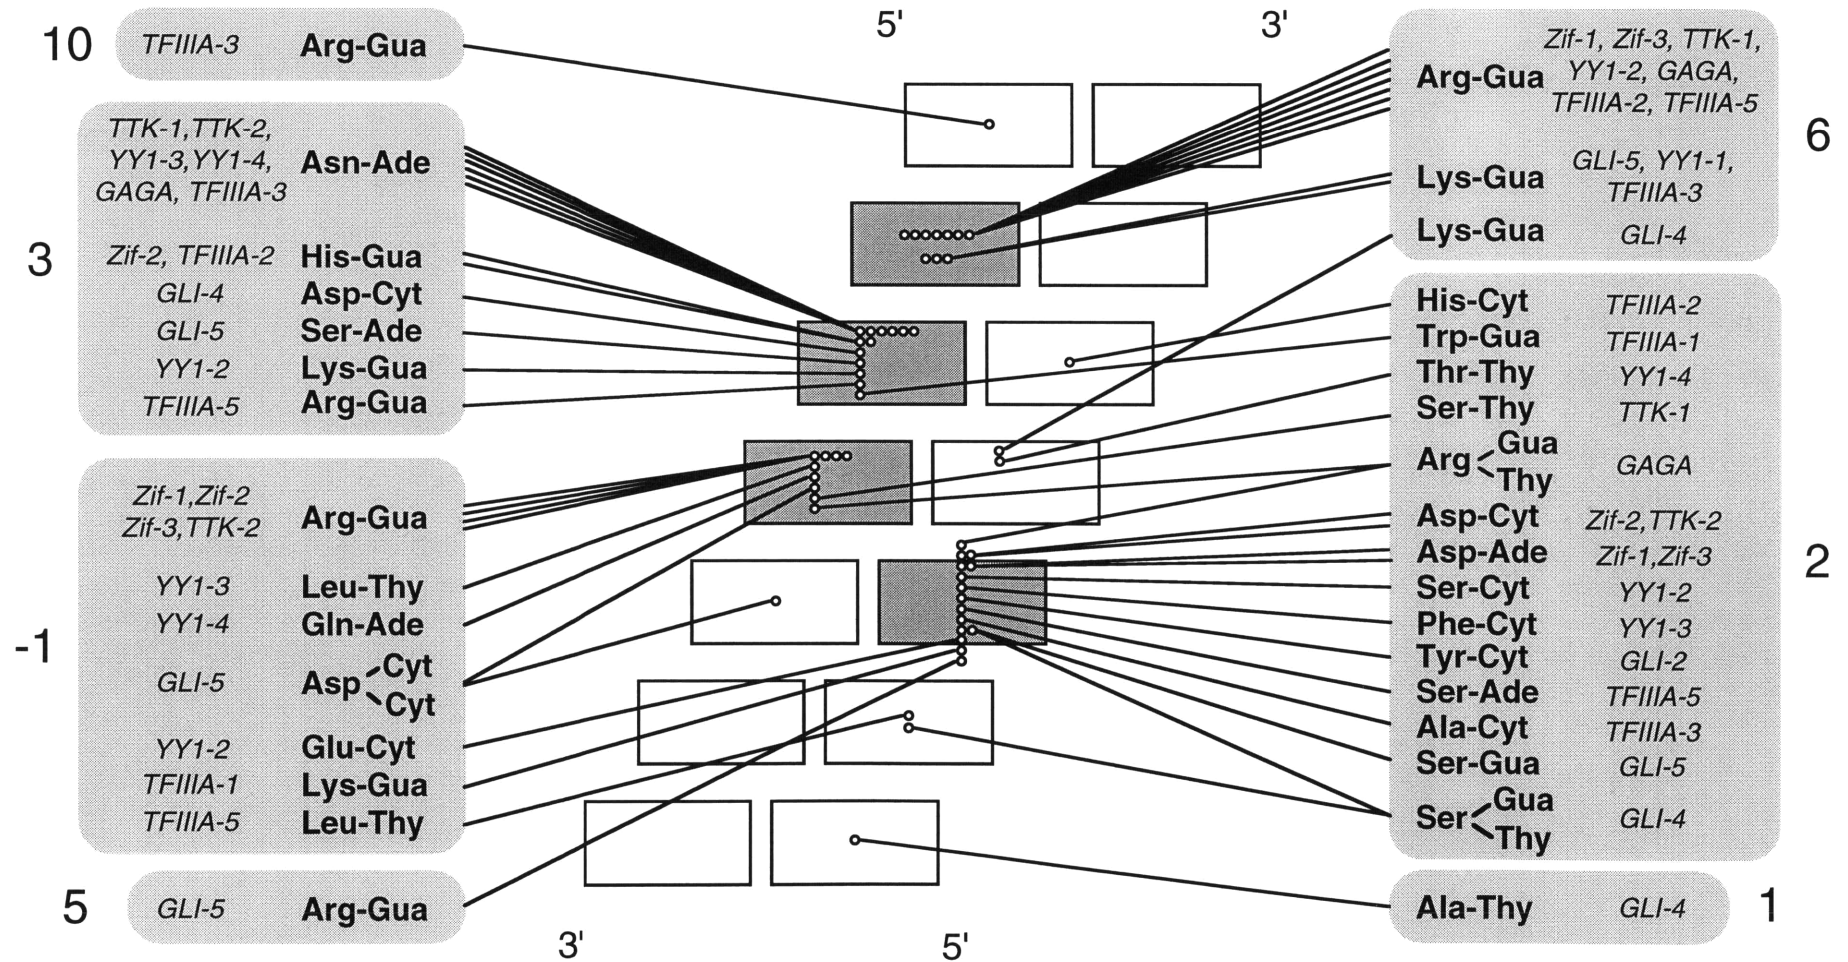 5' 3'
10 TFIIIA-3 Arg-Gua
3
TTK-1,TTK-2,
YY1-3,YY1-4, Asn-Ade
GAGA, TFIIIA-3
Zif-2, TFIIIA-2 His-Gua
GLI-4 Asp-Cyt
GLI-5 Ser-Ade
YY1-2 Lys-Gua
TFIIIA-5 Arg-Gua
-1
Zif-1,Zif-2
Zif-3,TTK-2 Arg-Gua
YY1-3 Leu-Thy
YY1-4 Gln-Ade
GLI-5 Asp Cyt
Cyt
YY1-2 Glu-Cyt
TFIIIA-1 Lys-Gua
TFIIIA-5 Leu-Thy
5 GLI-5 Arg-Gua
Zif-1, Zif-3, TTK-1,
Arg-Gua YY1-2, GAGA,
TFIIIA-2, TFIIIA-5
6
Lys-Gua GLI-5, YY1-1,
TFIIIA-3
Lys-Gua GLI-4
His-Cyt TFIIIA-2
Trp-Gua TFIIIA-1
Thr-Thy YY1-4
Ser-Thy TTK-1
Arg Gua
Thy GAGA
Asp-Cyt Zif-2,TTK-2
Asp-Ade Zif-1,Zif-3
2
Ser-Cyt YY1-2
Phe-Cyt YY1-3
Tyr-Cyt GLI-2
Ser-Ade TFIIIA-5
Ala-Cyt TFIIIA-3
Ser-Gua GLI-5
Ser Gua
Thy GLI-4
Ala-Thy GLI-4 1
3' 5'